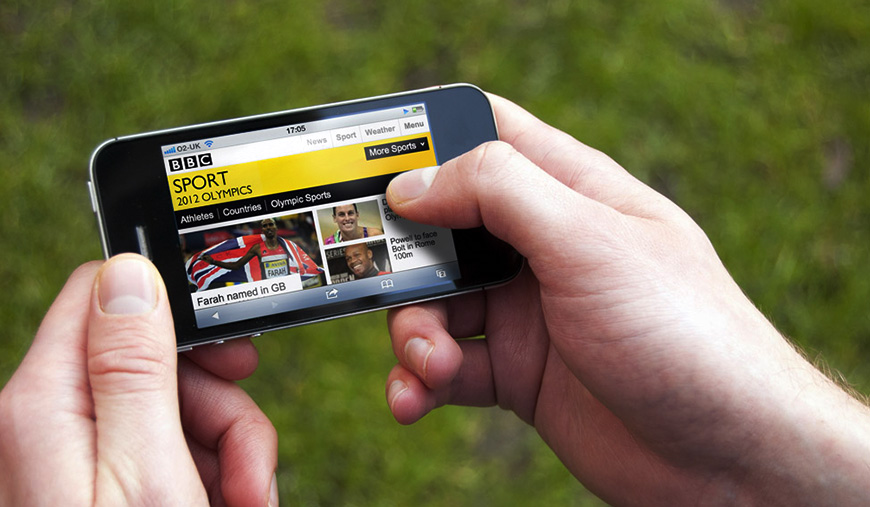 O2-UK 17:05
News Sport Weather Menu
BBC
More Sports
SPORT
2012 OLYMPICS
Athletes Countries Olympic Sports
FARAH
Farah named in GB
Powell to face
Bolt in Rome
100m